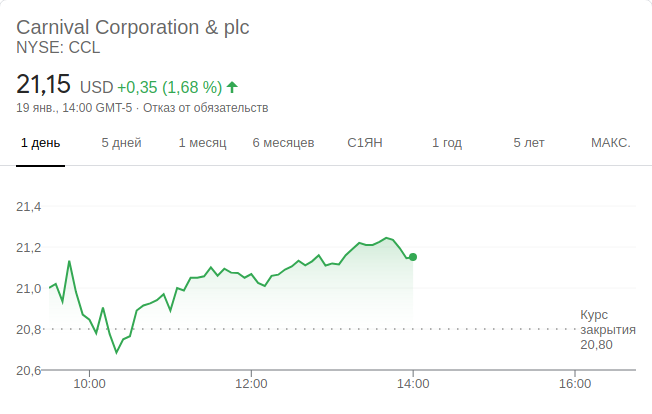 Carnival Corporation & plc
NYSE: CCL
21,15 USD +0,35 (1,68 %)
19 янв., 14:00 GMT-5 · Отказ от обязательств
1 день 5 дней 1 месяц 6 месяцев С1ЯН 1 год 5 лет МАКС.
21,4
21,2
21,0
20,8
20,6
Курс
закрытия
20,80
10:00 12:00 14:00 16:00